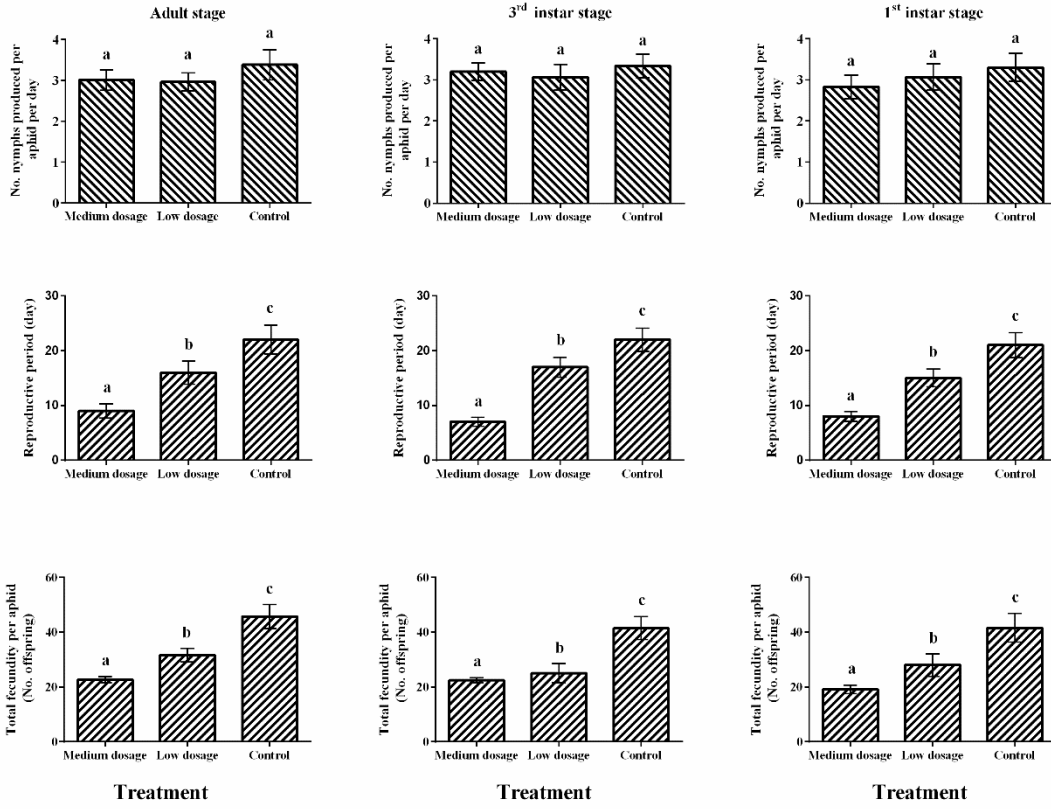 Adult stage
3rd instar stage
1st instar stage
No. nymphs produced per
aphid per day
5
4
3
2
1
0
a
a
a
Medium dosage
Low dosage
Control
No. nymphs produced per
aphid per day
4
3
2
1
0
a
a
a
Medium dosage
Low dosage
Control
No. nymphs produced per
aphid per day
4
3
2
1
0
a
a
a
Medium dosage
Low dosage
Control
Reproductive period (day)
30
20
10
0
a
b
c
Medium dosage
Low dosage
Control
Reproductive period (day)
30
20
10
0
a
b
c
Medium dosage
Low dosage
Control
Reproductive period (day)
30
20
10
0
a
b
c
Medium dosage
Low dosage
Control
Total fecundity per aphid
(No. offspring)
60
40
20
0
a
b
c
Medium dosage
Low dosage
Control
Total fecundity per aphid
(No. offspring)
60
40
20
0
a
b
c
Medium dosage
Low dosage
Control
Total fecundity per aphid
(No. offspring)
60
40
20
0
a
b
c
Medium dosage
Low dosage
Control
Treatment
Treatment
Treatment